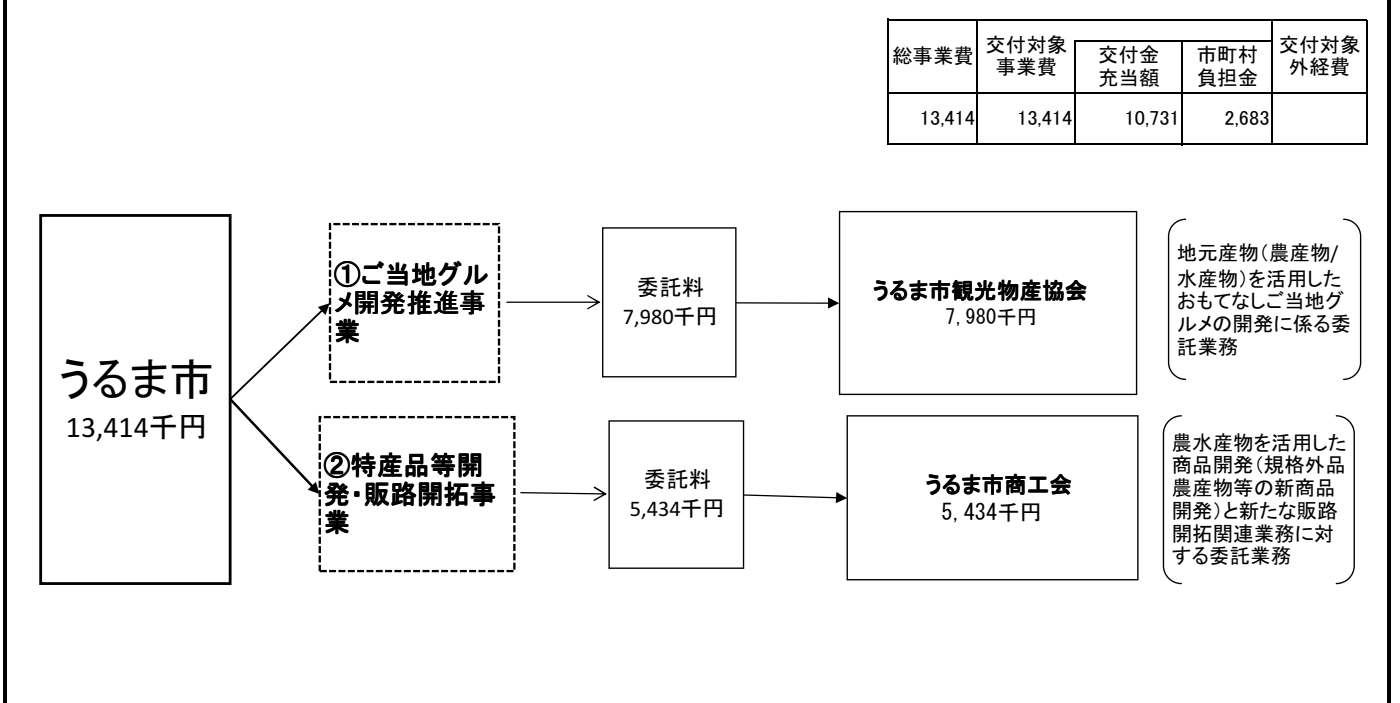 総事業費
交付対象
事業費
交付金
充当額
市町村
負担金
交付対象
外経費
13,414
13,414
10,731
2,683
うるま市
13,414千円
①ご当地グル
メ開発推進事
業
委託料
7,980千円
うるま市観光物産協会
7,980千円
地元産物(農産物/
水産物)を活用した
おもてなしご当地グ
ルメの開発に係る委
託業務
②特産品等開
発・販路開拓事
業
委託料
5,434千円
うるま市商工会
5,434千円
農水産物を活用した
商品開発(規格外品
農産物等の新商品
開発)と新たな販路
開拓関連業務に対
する委託業務